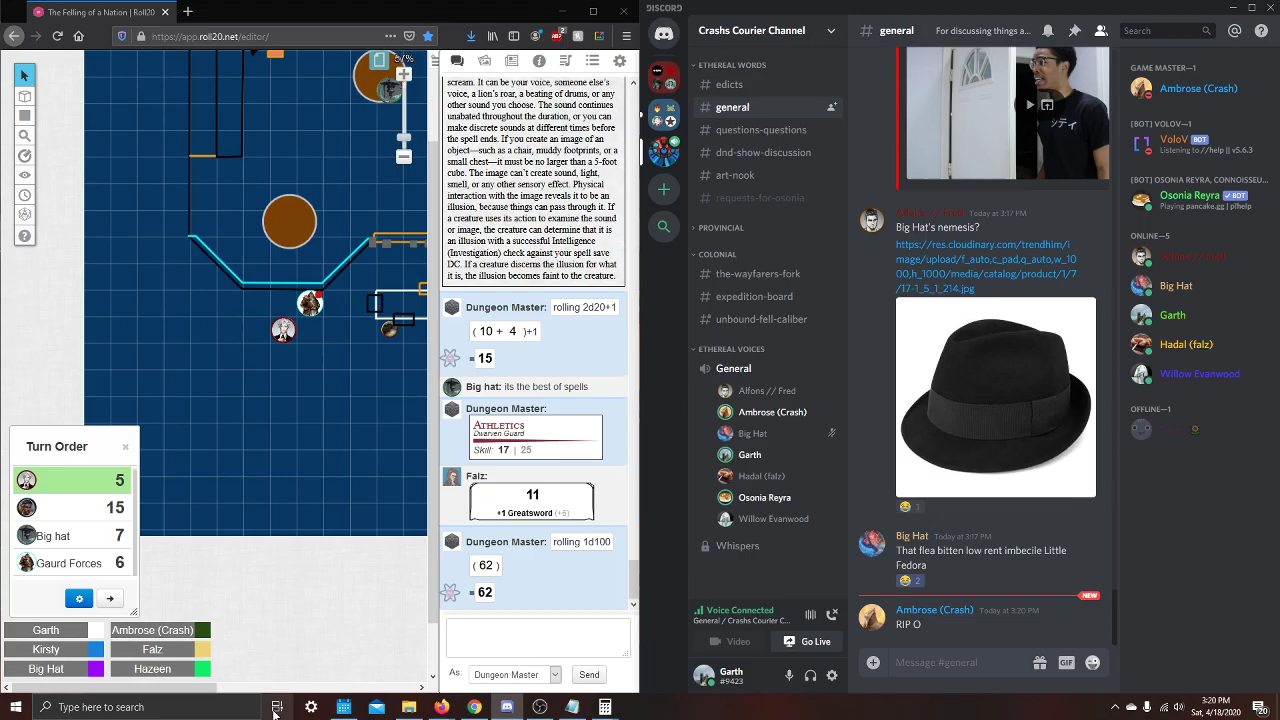 The Felling of a Nation | Roll20
https://app.roll20.net/editor/
57%
scream. It can be your voice, someone else's
voice, a lion's roar, a beating of drums, or any
other sound you choose. The sound continues
unabated throughout the duration, or you can
make discrete sounds at different times before
the spell ends. If you create an image of an
object—such as a chair, muddy footprints, or a
small chest—it must be no larger than a 5-foot
cube. The image can't create sound, light,
smell, or any other sensory effect. Physical
interaction with the image reveals it to be an
illusion, because things can pass through it. If
a creature uses its action to examine the sound
or image, the creature can determine that it is
an illusion with a successful Intelligence
(Investigation) check against your spell save
DC. If a creature discerns the illusion for what
it is, the illusion becomes faint to the creature.
Dungeon Master: rolling 2d20+1
( 10 + 4 )+1
= 15
Big hat: its the best of spells
Dungeon Master:
ATHLETICS
Dwarven Guard
Skill: 17 | 25
Falz:
11
+1 Greatsword (+6)
Dungeon Master: rolling 1d100
( 62 )
= 62
As:
Dungeon Master
Send
Turn Order
×
5
15
Big hat 7
Gaurd Forces 6
Garth
Ambrose (Crash)
Kirsty
Falz
Big Hat
Hazeen
DISCORD
Crashs Courier Channel
ETHEREAL WORDS
# edicts
# general
# questions-questions
# dnd-show_discussion
# art-nook
# requests-for-osonia
PROVINCIAL
COLONIAL
# the-wayfarers-fork
# expedition-board
# unbound-fell-caliber
ETHEREAL VOICES
General
Alfons // Fred
Ambrose (Crash)
Big Hat
Garth
Hadal (falz)
Osonia Reyra
Willow Evanwood
Whispers
Voice Connected
General / Crashs Courier C...
Video
Go Live
Garth
#9423
# general
For discussing things a...
Search
Alfons // Fred Today at 3:17 PM
Big Hat's nemesis?
https://res.cloudinary.com/trendhim/i
mage/upload/f_auto,c_pad,q_auto,w_10
00,h_1000/media/catalog/product/1/7
/17-1_5_1_214.jpg
1
Big Hat Today at 3:17 PM
That flea bitten low rent imbecile Little
Fedora
2
NEW
Ambrose (Crash) Today at 3:20 PM
RIP O
Message #general
GIF
GAME MASTER—1
Ambrose (Crash)
[BOT] VOLOV—1
VoloV BOT
Listening to //help || v5.6.3
[BOT] OSONIA REYRA, CONNOISSEU...
Osonia Reyra BOT
Playing pancake.gg | p!help
ONLINE—5
Alfons // Fred
Big Hat
Garth
Hadal (falz)
Willow Evanwood
OFFLINE—1
Type here to search
3:20 PM
Sat, 4/18/2020